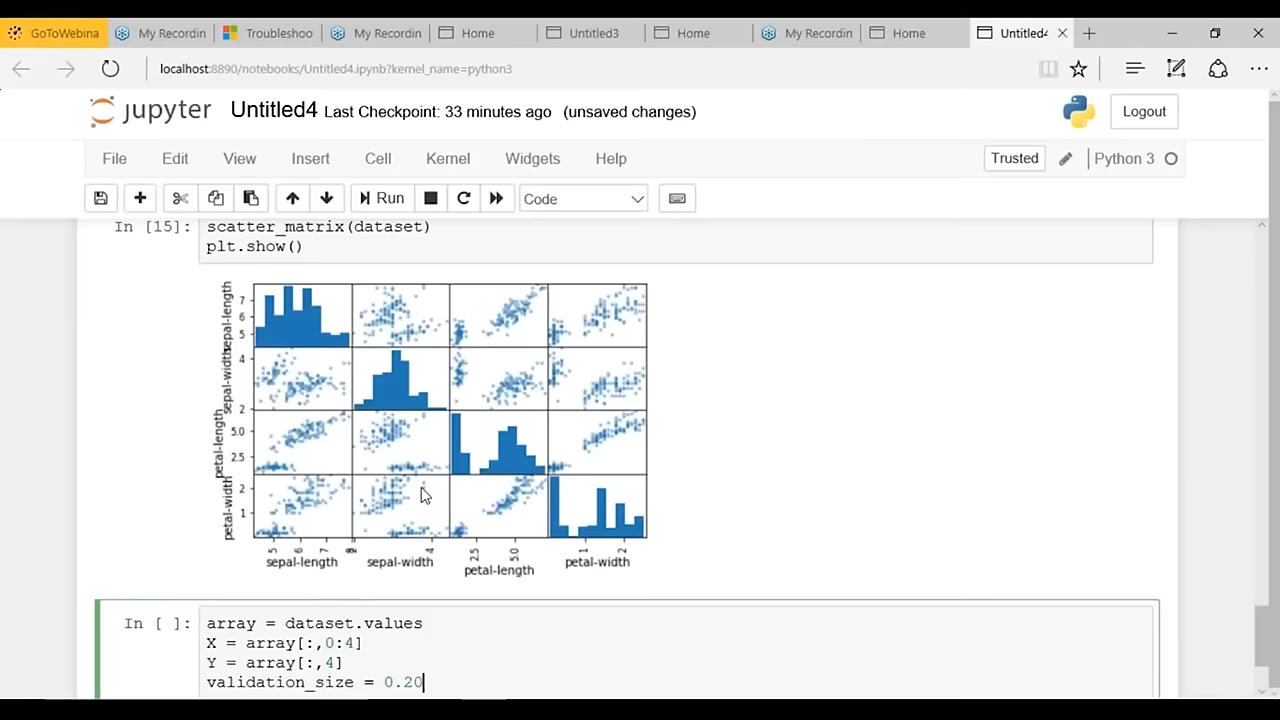 GoToWebina My Recordin Troubleshoo My Recordin Home Untitled3 Home My Recordin Home Untitled4
localhost:8890/notebooks/Untitled4.ipynb?kernel_name=python3
jupyter Untitled4 Last Checkpoint: 33 minutes ago (unsaved changes) Logout
File Edit View Insert Cell Kernel Widgets Help Trusted Python 3
Run Code
In [15]: scatter_matrix(dataset)
plt.show()
sepal-length
7
6
5
sepal-width
4
2
petal-length
5.0
2.5
petal-width
2
1
5 6 7 8 4 2.5 5.0 1 2
sepal-length sepal-width petal-length petal-width
In [ ]: array = dataset.values
X = array[:,0:4]
Y = array[:,4]
validation_size = 0.20